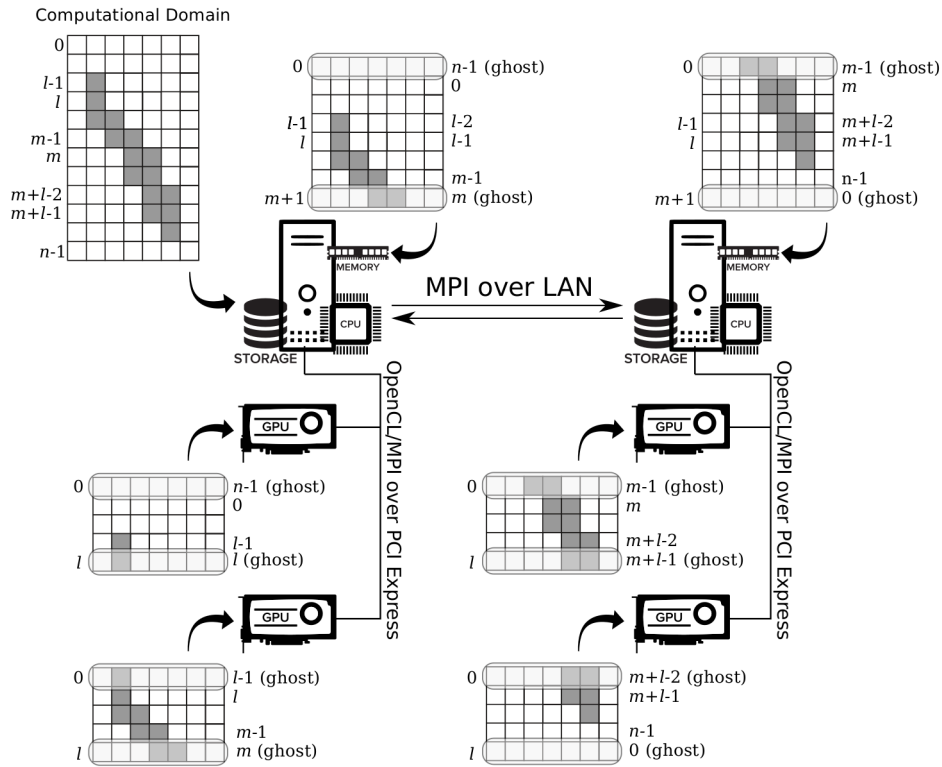 Computational Domain
0
l-1
l
m-1
m
m+l-2
m+l-1
n-1
0
n-1 (ghost)
0
l-1
l-2
l
l-1
m-1
m+1
m (ghost)
0
m-1 (ghost)
m
l-1
m+l-2
l
m+l-1
n-1
m+1
0 (ghost)
MEMORY
CPU
STORAGE
MPI over LAN
MEMORY
CPU
STORAGE
OpenCL/MPI over PCI Express
GPU
0
n-1 (ghost)
0
l-1
l
l (ghost)
GPU
0
l-1 (ghost)
l
m-1
l
m (ghost)
OpenCL/MPI over PCI Express
GPU
0
m-1 (ghost)
m
m+l-2
l
m+l-1 (ghost)
GPU
0
m+l-2 (ghost)
m+l-1
n-1
l
0 (ghost)